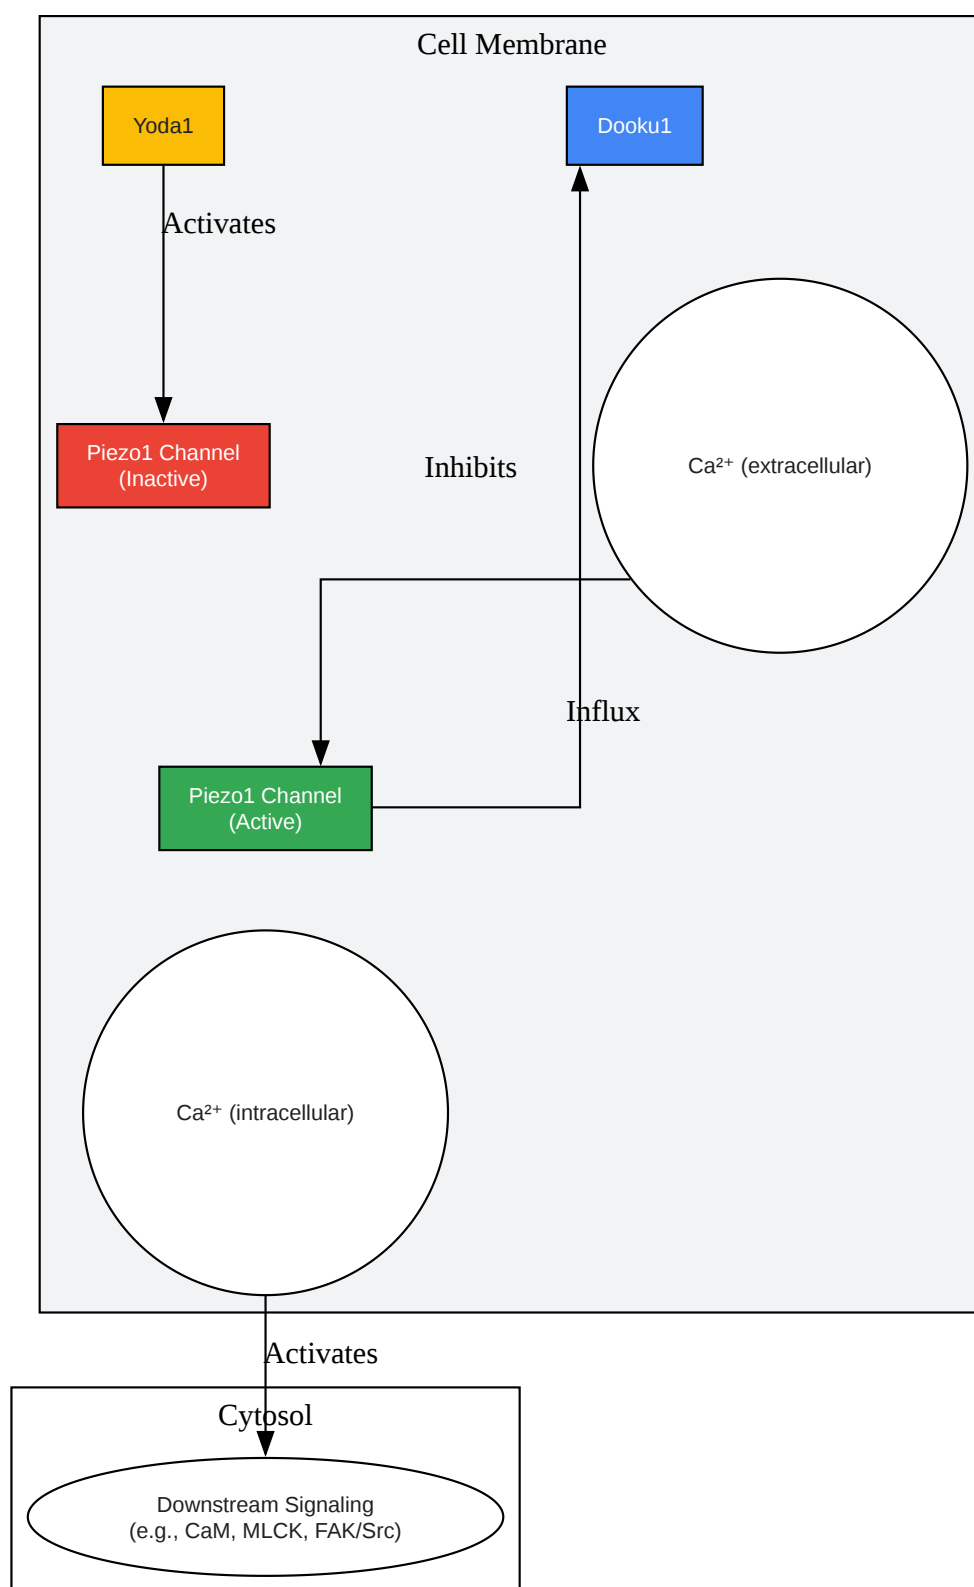 Cell Membrane
Yoda1
Dooku1
Activates
Piezo1 Channel
(Inactive)
Inhibits
Ca²⁺ (extracellular)
Influx
Piezo1 Channel
(Active)
Ca²⁺ (intracellular)
Activates
Cytosol
Downstream Signaling
(e.g., CaM, MLCK, FAK/Src)